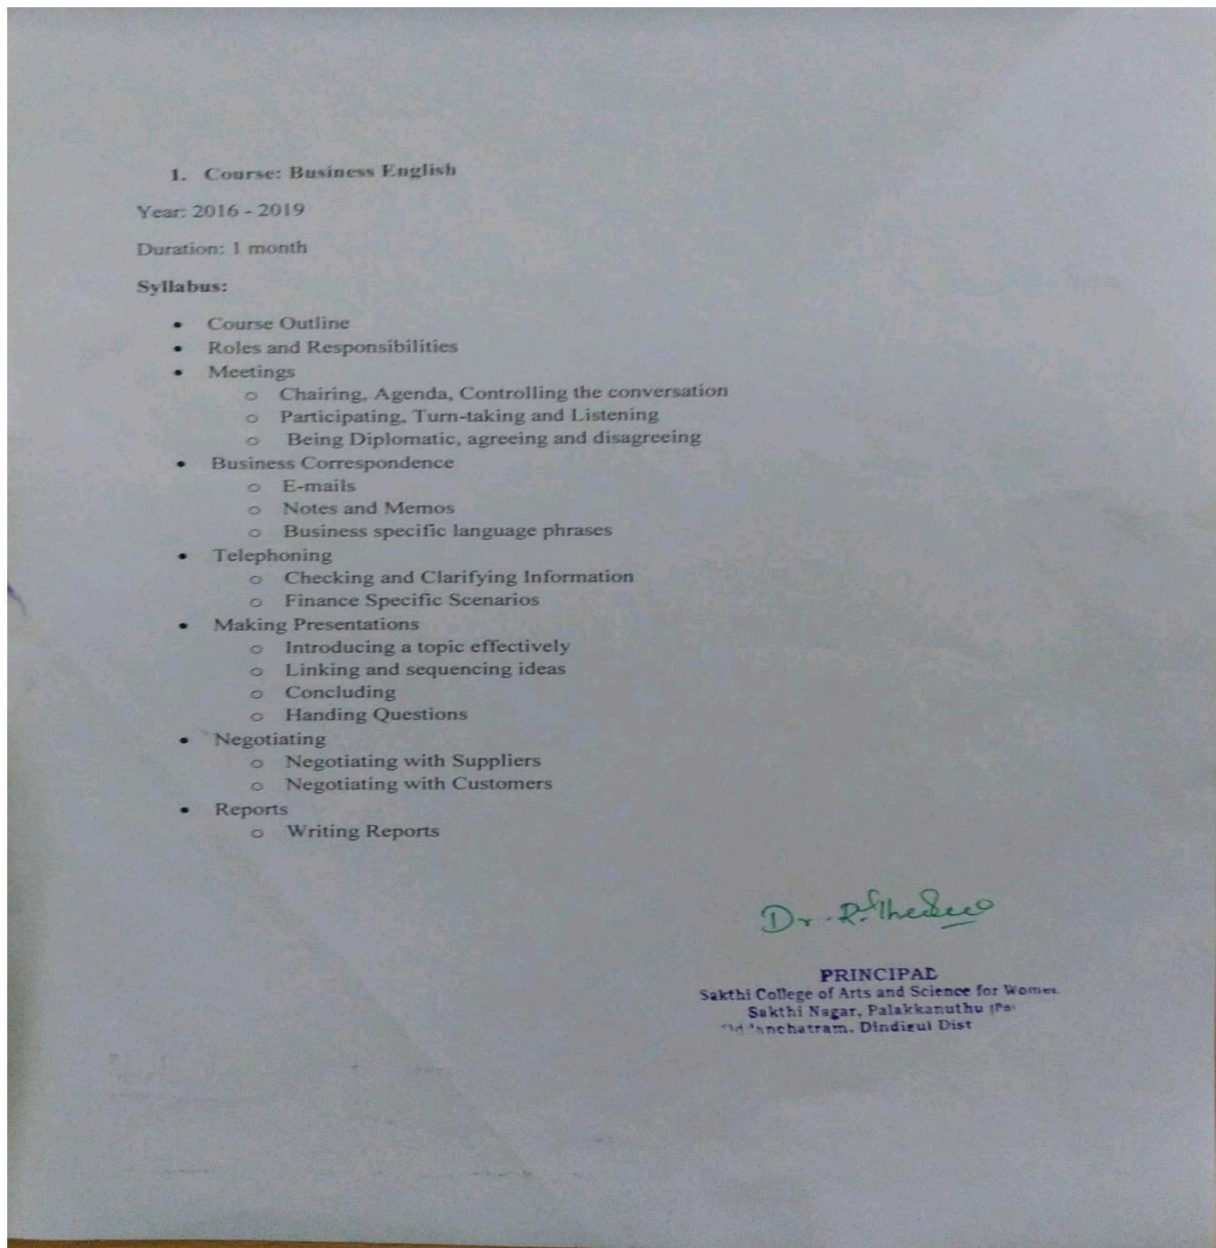 1. Course: Business English
Year: 2016 - 2019
Duration: 1 month
Syllabus:
• Course Outline
• Roles and Responsibilities
• Meetings
o Chairing, Agenda, Controlling the conversation
o Participating, Turn-taking and Listening
o Being Diplomatic, agreeing and disagreeing
• Business Correspondence
o E-mails
o Notes and Memos
o Business specific language phrases
• Telephoning
o Checking and Clarifying Information
o Finance Specific Scenarios
• Making Presentations
o Introducing a topic effectively
o Linking and sequencing ideas
o Concluding
o Handing Questions
• Negotiating
o Negotiating with Suppliers
o Negotiating with Customers
• Reports
o Writing Reports
Dr. R.
PRINCIPAL
Sakthi College of Arts and Science for
Sakthi Nagar, Palakkanuthu
Dindigul Dist